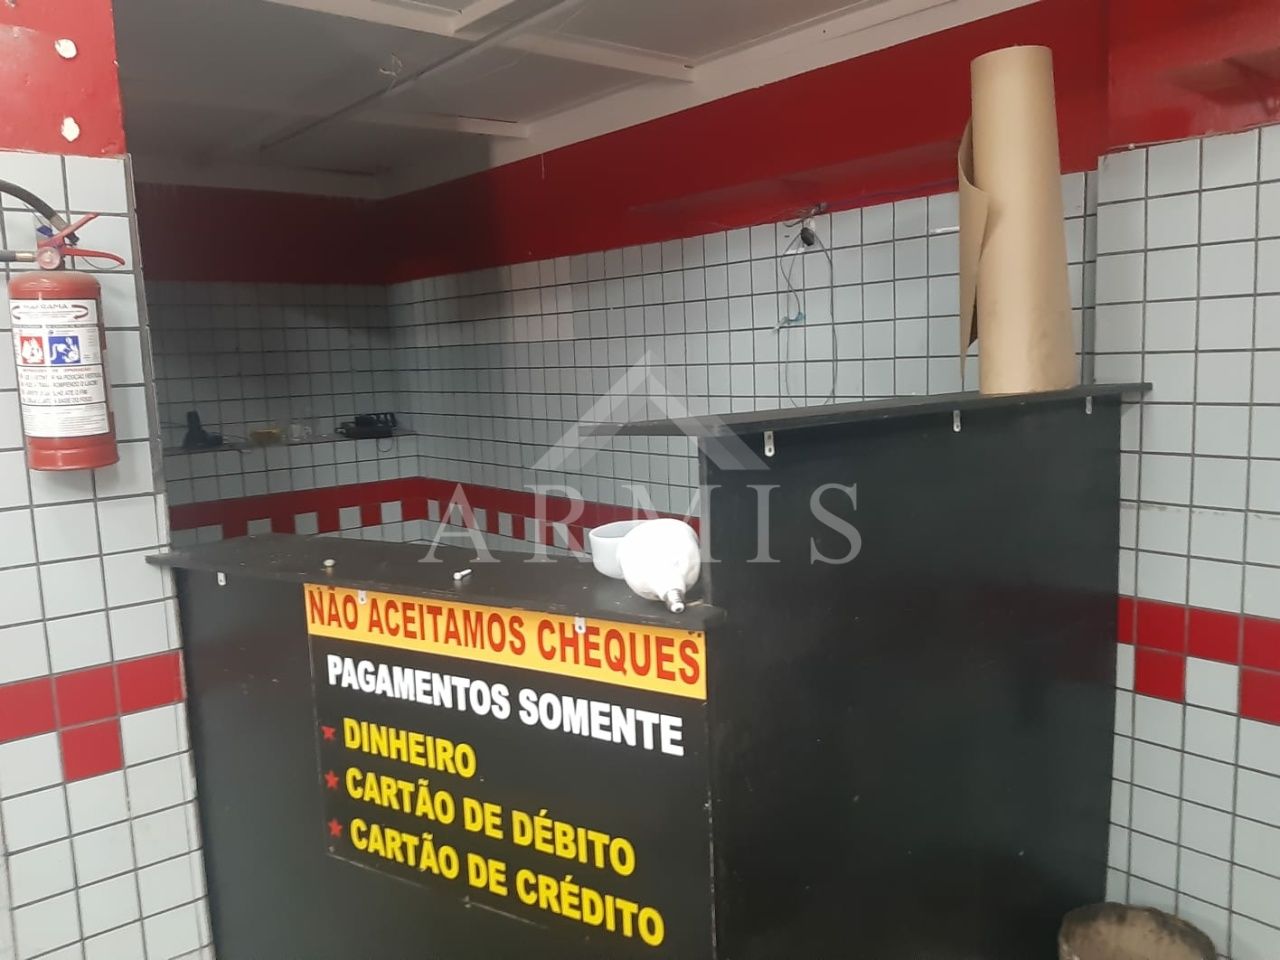 NÃO ACEITAMOS CHEQUES
PAGAMENTOS SOMENTE
DINHEIRO
CARTÃO DE DÉBITO
CARTÃO DE CRÉDITO
ARMIS